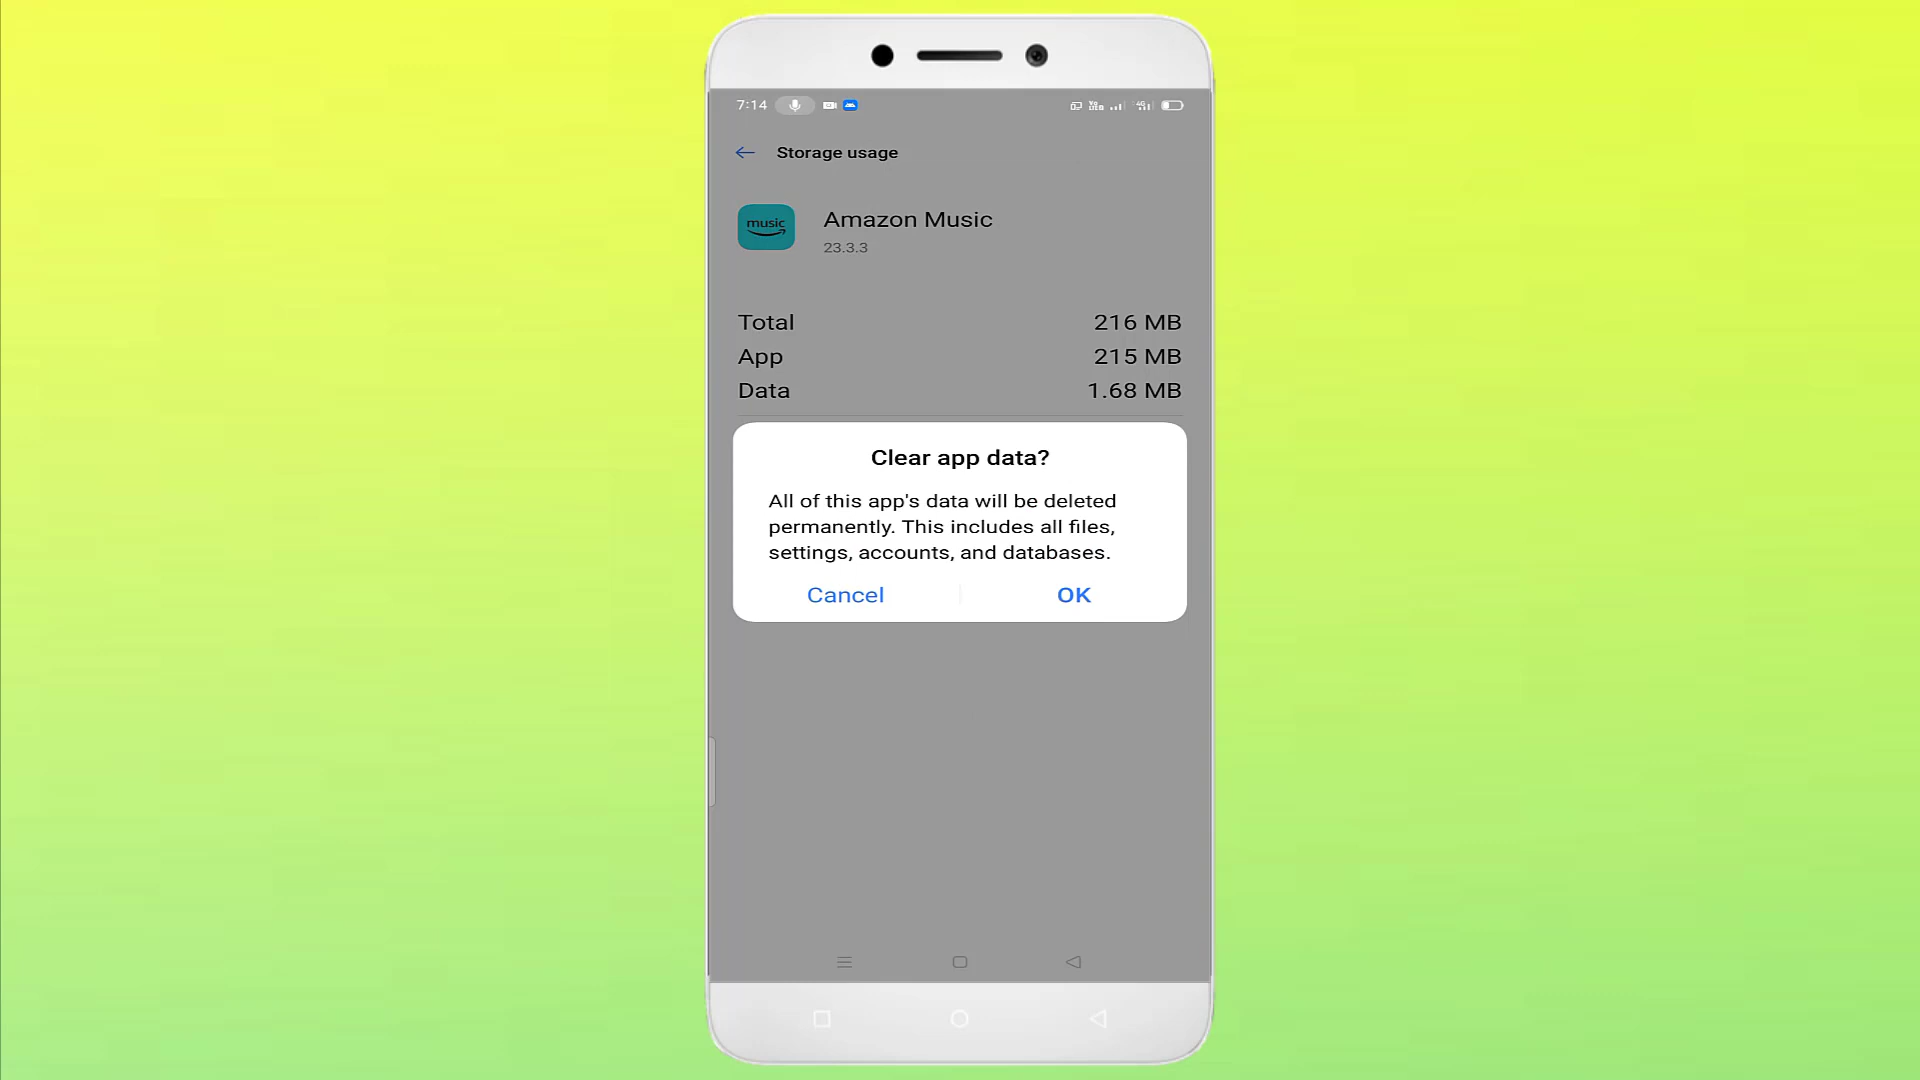 7:14
Storage usage
music
Amazon Music
23.3.3
Total 216 MB
App 215 MB
Data 1.68 MB
Clear app data?
All of this app's data will be deleted
permanently. This includes all files,
settings, accounts, and databases.
Cancel OK